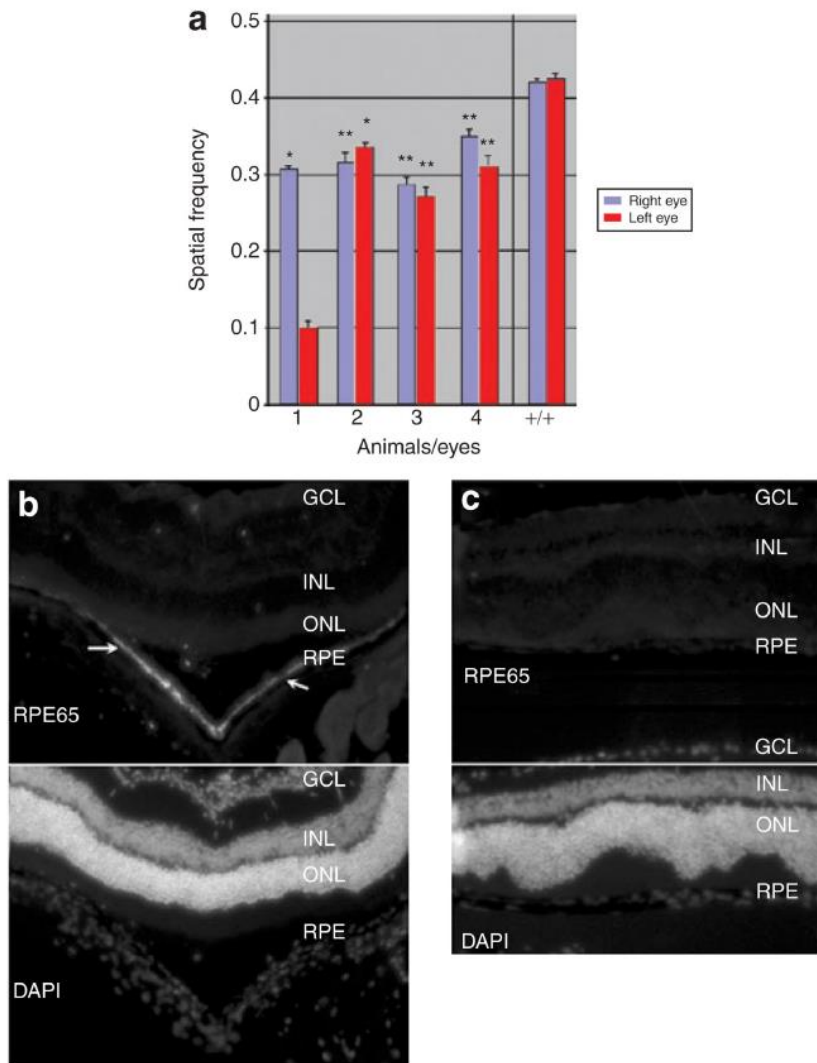 a
0.5
0.4
0.3
0.2
0.1
0
Spatial frequency
* ** * ** ** ** **
1 2 3 4 +/+
Animals/eyes
Right eye
Left eye
b
GCL
INL
ONL
RPE
RPE65
GCL
INL
ONL
RPE
DAPI
c
GCL
INL
ONL
RPE
RPE65
GCL
INL
ONL
RPE
DAPI